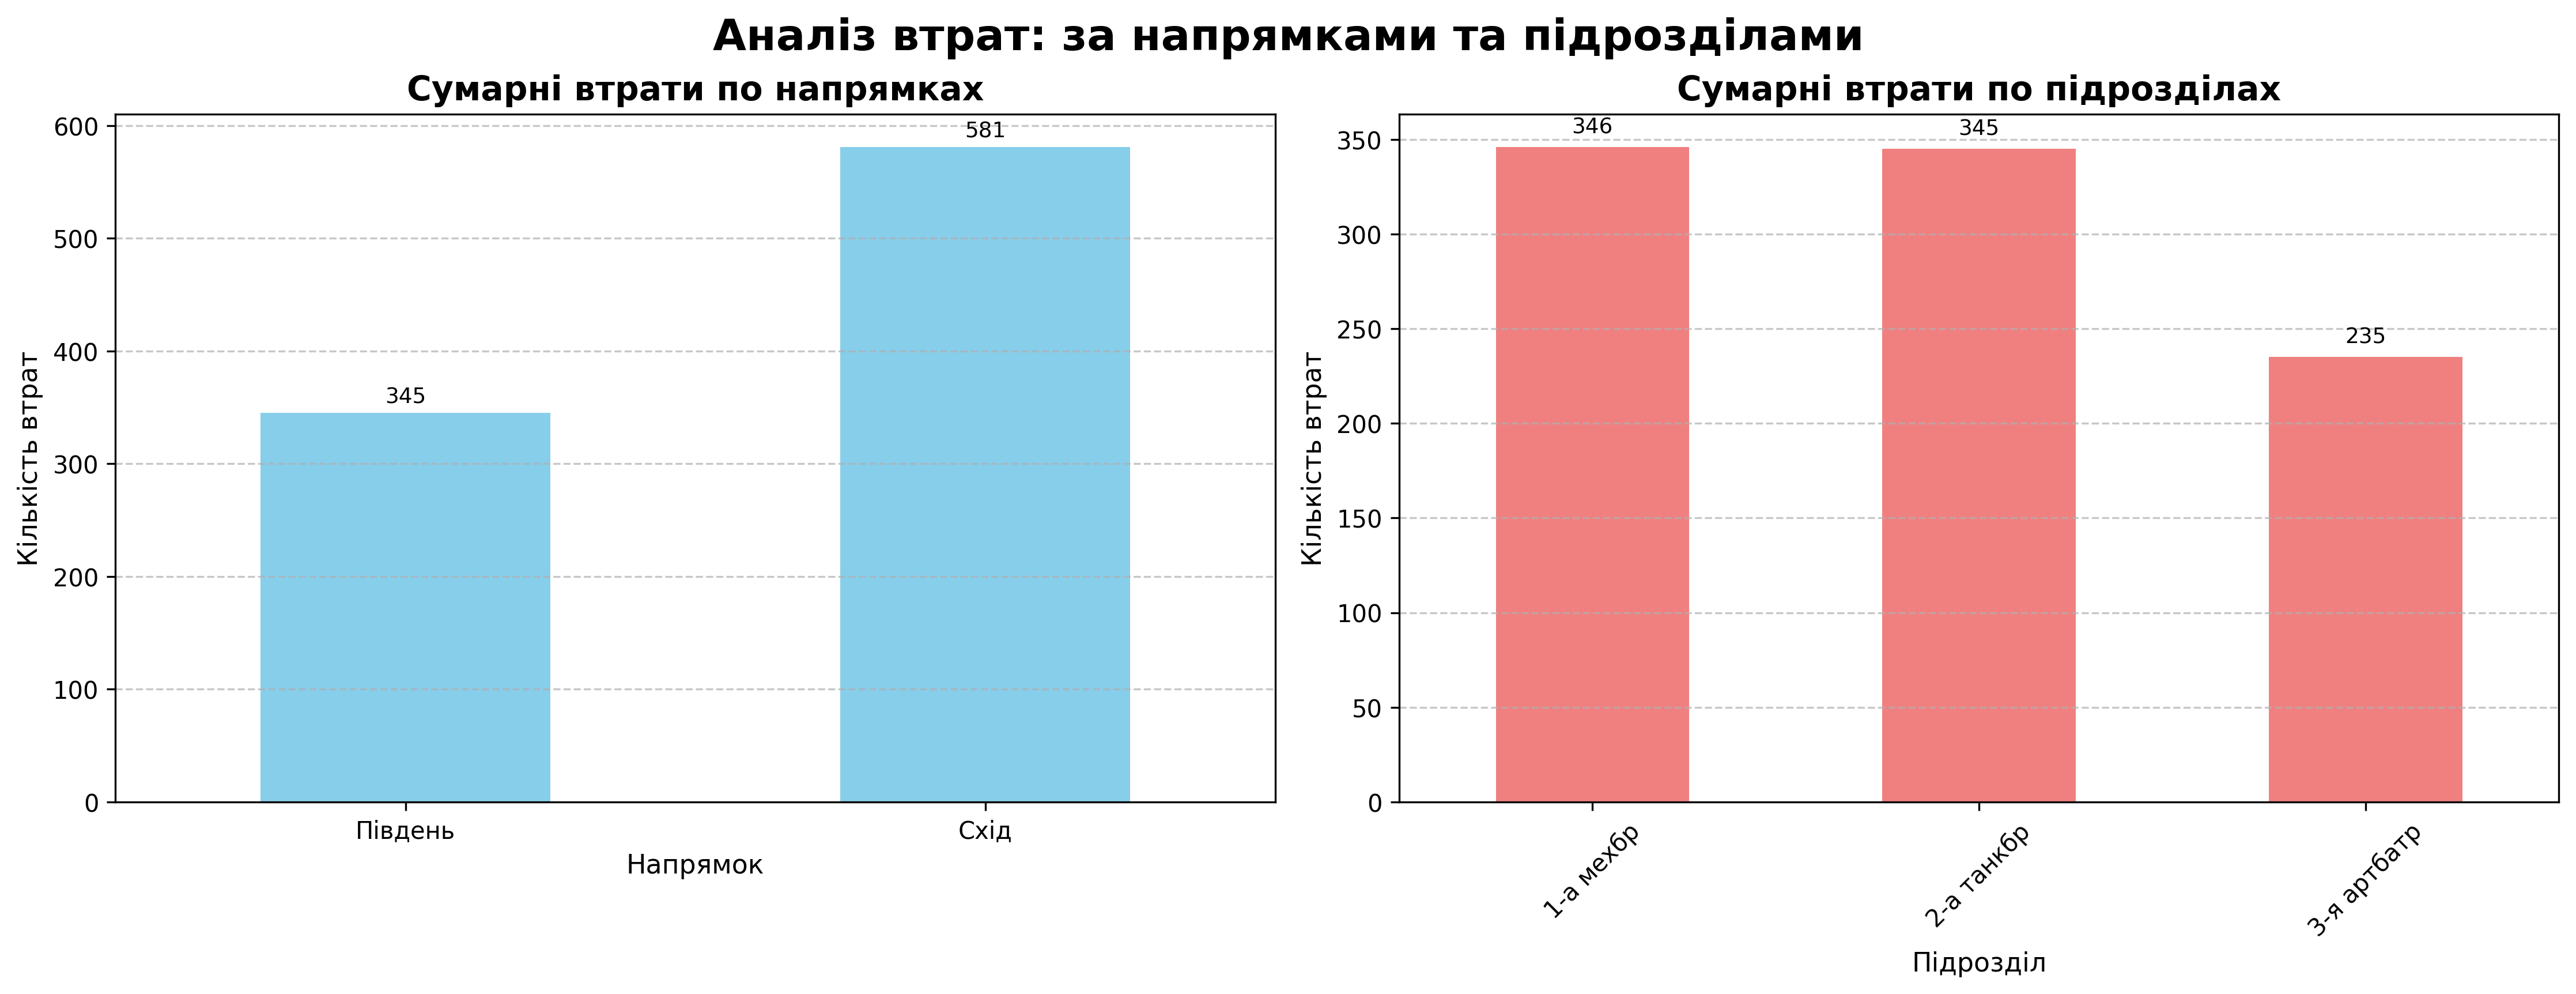 Аналіз втрат: за напрямками та підрозділами
Сумарні втрати по напрямках
600
500
400
300
200
100
0
Кількість втрат
345
581
Південь
Схід
Напрямок
Сумарні втрати по підрозділах
350
300
250
200
150
100
50
0
Кількість втрат
346
345
235
1-а мехбр
2-а танкбр
3-я артбатр
Підрозділ